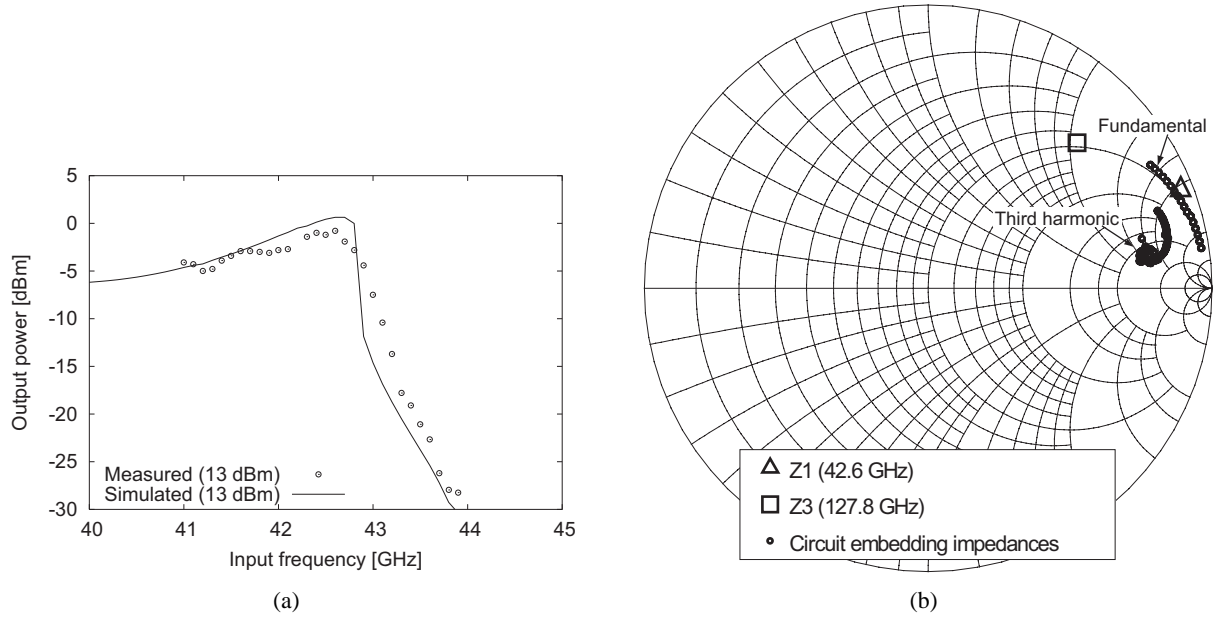 5
0
-5
-10
-15
-20
-25
-30
Output power [dBm]
Measured (13 dBm)
Simulated (13 dBm)
40 41 42 43 44 45
Input frequency [GHz]
(a)
Fundamental
Third harmonic
Z1 (42.6 GHz)
Z3 (127.8 GHz)
Circuit embedding impedances
(b)